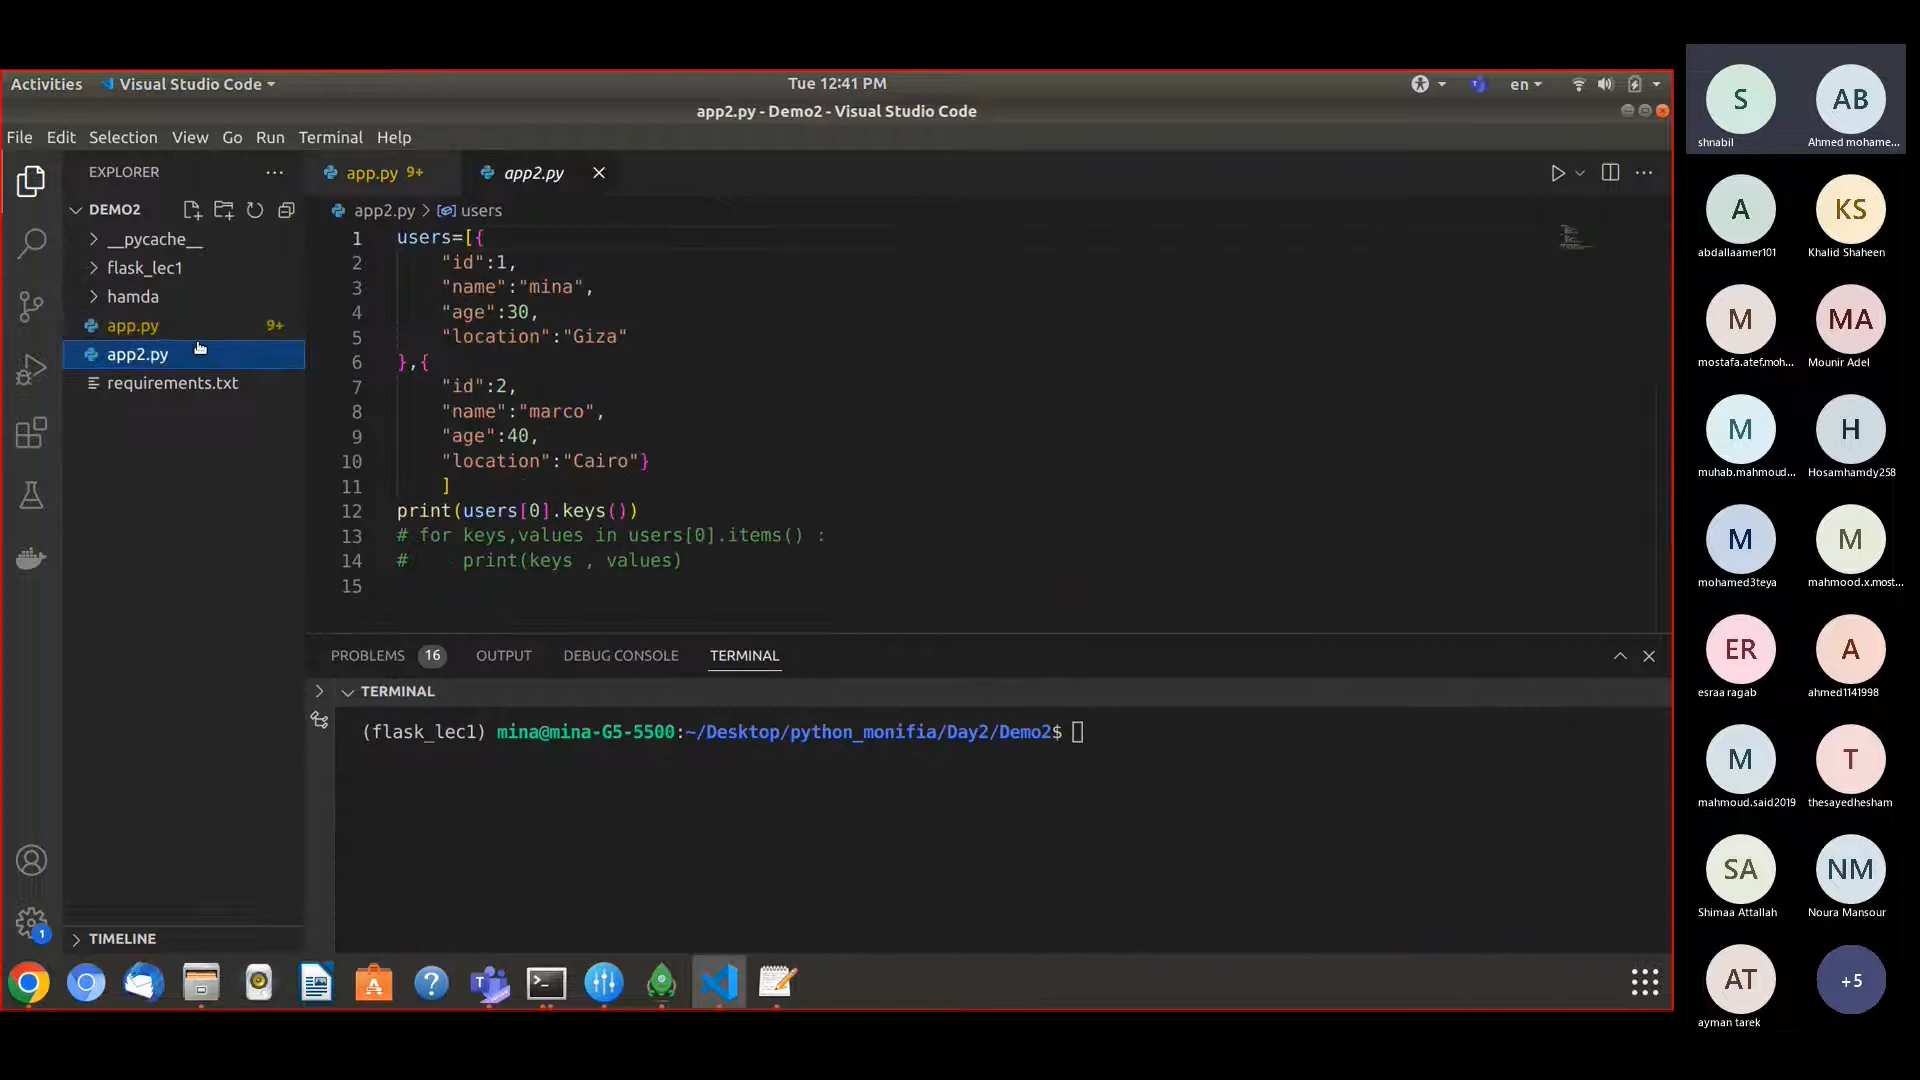 Activities
Visual Studio Code
Tue 12:41 PM
en
app2.py - Demo2 - Visual Studio Code
File Edit Selection View Go Run Terminal Help
EXPLORER
DEMO2
__pycache__
flask_lec1
hamda
app.py 9+
app2.py
requirements.txt
TIMELINE
1
app.py 9+
app2.py
app2.py > users
1 users=[{
2 "id":1,
3 "name":"mina",
4 "age":30,
5 "location":"Giza"
6 },{
7 "id":2,
8 "name":"marco",
9 "age":40,
10 "location":"Cairo"}
11 ]
12 print(users[0].keys())
13 # for keys,values in users[0].items() :
14 # print(keys , values)
15
PROBLEMS 16 OUTPUT DEBUG CONSOLE TERMINAL
TERMINAL
(flask_lec1) mina@mina-G5-5500:~/Desktop/python_monifia/Day2/Demo2$
S AB
shnabil Ahmed mohame...
A KS
abdallaamer101 Khalid Shaheen
M MA
mostafa.atef.moh... Mounir Adel
M H
muhab.mahmoud... Hosamhamdy258
M M
mohamed3teya mahmood.x.most...
ER A
esraa ragab ahmed1141998
M T
mahmoud.said2019 thesayedhesham
SA NM
Shimaa Attallah Noura Mansour
AT +5
ayman tarek